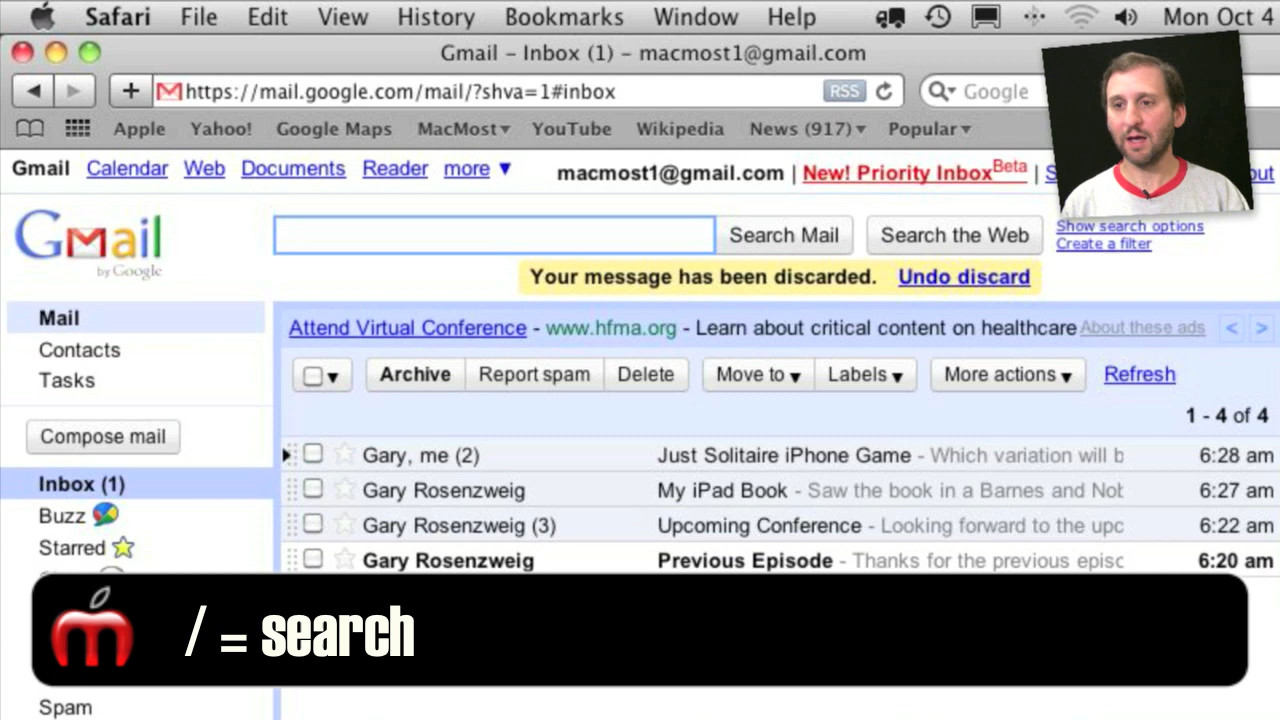 Safari File Edit View History Bookmarks Window Help Mon Oct 4
Gmail – Inbox (1) – macmost1@gmail.com
https://mail.google.com/mail/?shva=1#inbox RSS Google
Apple Yahoo! Google Maps MacMost▾ YouTube Wikipedia News (917)▾ Popular▾
Gmail Calendar Web Documents Reader more ▼ macmost1@gmail.com | New! Priority Inbox Beta |
Gmail
by Google
Search Mail Search the Web
Show search options
Create a filter
Your message has been discarded. Undo discard
Mail
Contacts
Tasks
Compose mail
Inbox (1)
Buzz
Starred
Spam
Attend Virtual Conference - www.hfma.org - Learn about critical content on healthcare About these ads < >
Archive Report spam Delete Move to ▼ Labels ▼ More actions ▼ Refresh
1 - 4 of 4
Gary, me (2) Just Solitaire iPhone Game - Which variation will b 6:28 am
Gary Rosenzweig My iPad Book - Saw the book in a Barnes and Not 6:27 am
Gary Rosenzweig (3) Upcoming Conference - Looking forward to the upc 6:22 am
Gary Rosenzweig Previous Episode - Thanks for the previous episc 6:20 am
m / = search